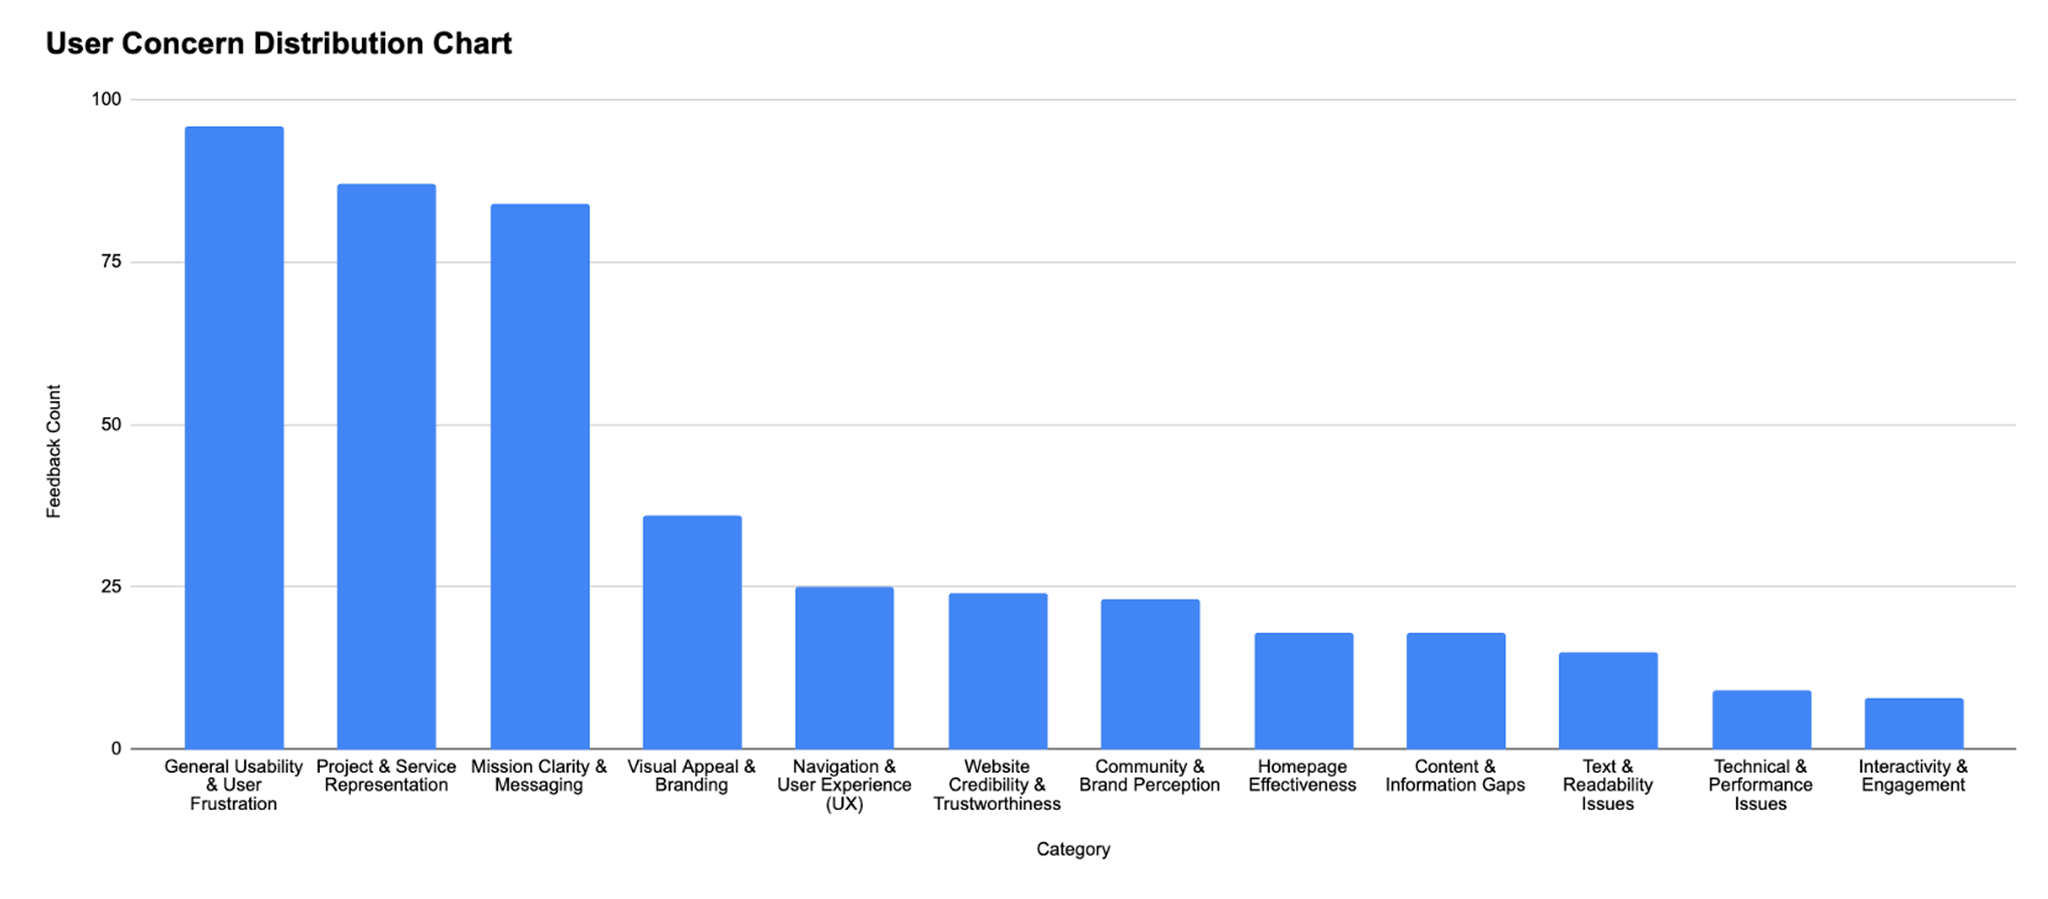 User Concern Distribution Chart
100
75
50
25
0
Feedback Count
General Usability
& User
Frustration
Project & Service
Representation
Mission Clarity &
Messaging
Visual Appeal &
Branding
Navigation &
User Experience
(UX)
Website
Credibility &
Trustworthiness
Community &
Brand Perception
Homepage
Effectiveness
Content &
Information Gaps
Text &
Readability
Issues
Technical &
Performance
Issues
Interactivity &
Engagement
Category